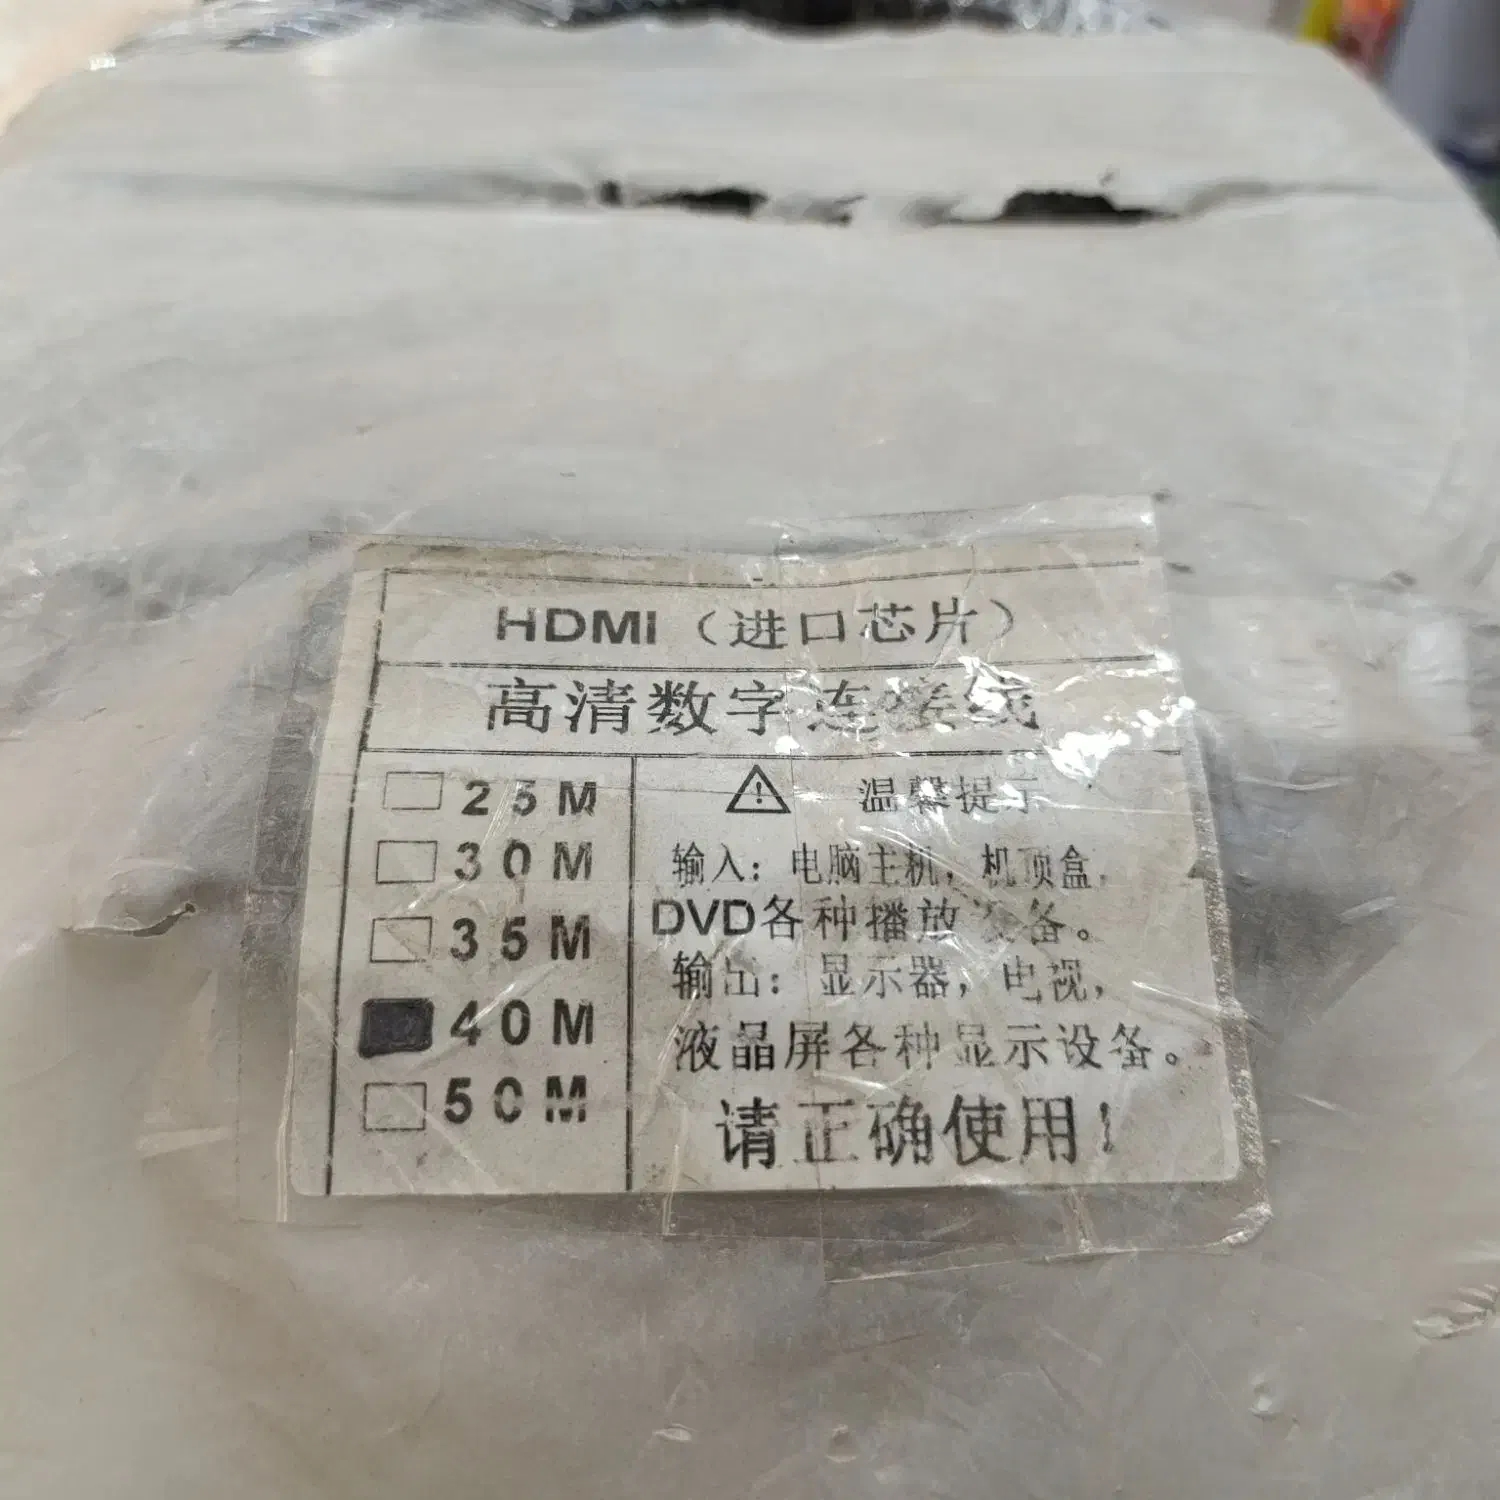 HDMI（进口芯片）
高清数字连接线
25M
30M
35M
40M
50M
温馨提示
输入：电脑主机，机顶盒，
DVD各种播放设备。
输出：显示器，电视，
液晶屏各种显示设备。
请正确使用！